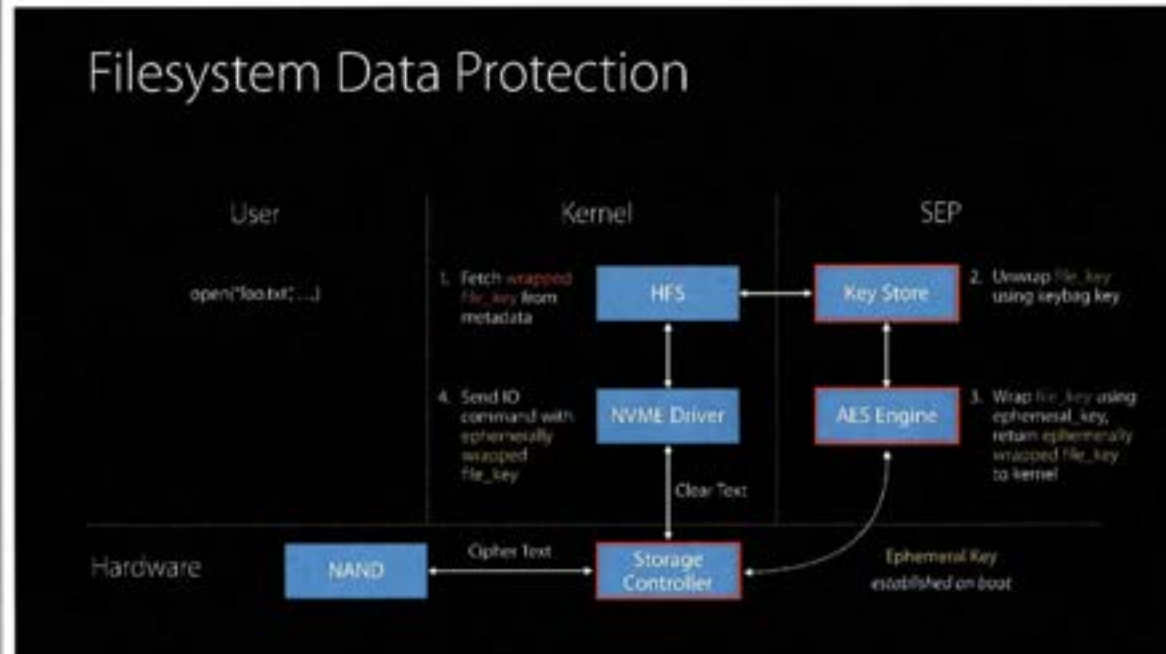 Filesystem Data Protection
User
Kernel
SEP
open("foo.txt", ...)
1. Fetch wrapped
file_key from
metadata
HFS
Key Store
2. Unwrap file_key
using keybag key
4. Send IO
command with
ephemerally
wrapped
file_key
NVME Driver
AES Engine
3. Wrap file_key using
ephemeral_key,
return ephemerally
wrapped file_key
to kernel
Clear Text
Hardware
NAND
Cipher Text
Storage
Controller
Ephemeral Key
established on boot